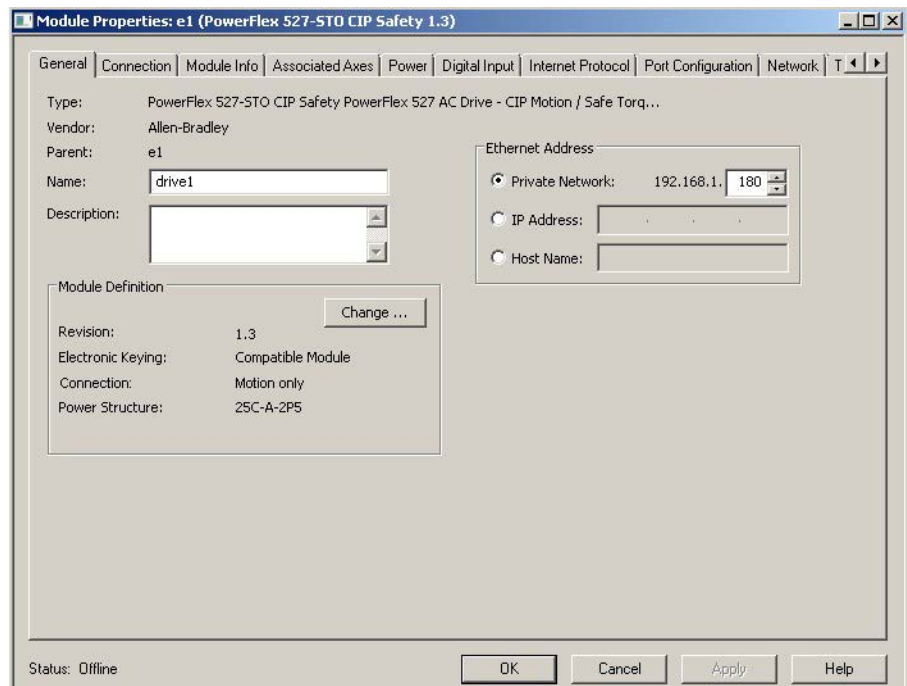 Module Properties: e1 (PowerFlex 527-STO CIP Safety 1.3)
General Connection Module Info Associated Axes Power Digital Input Internet Protocol Port Configuration Network T
Type: PowerFlex 527-STO CIP Safety PowerFlex 527 AC Drive - CIP Motion / Safe Torq...
Vendor: Allen-Bradley
Parent: e1
Name: drive1
Description:
Ethernet Address
Private Network: 192.168.1. 180
IP Address: . . .
Host Name:
Module Definition
Change ...
Revision: 1.3
Electronic Keying: Compatible Module
Connection: Motion only
Power Structure: 25C-A-2P5
Status: Offline
OK Cancel Apply Help